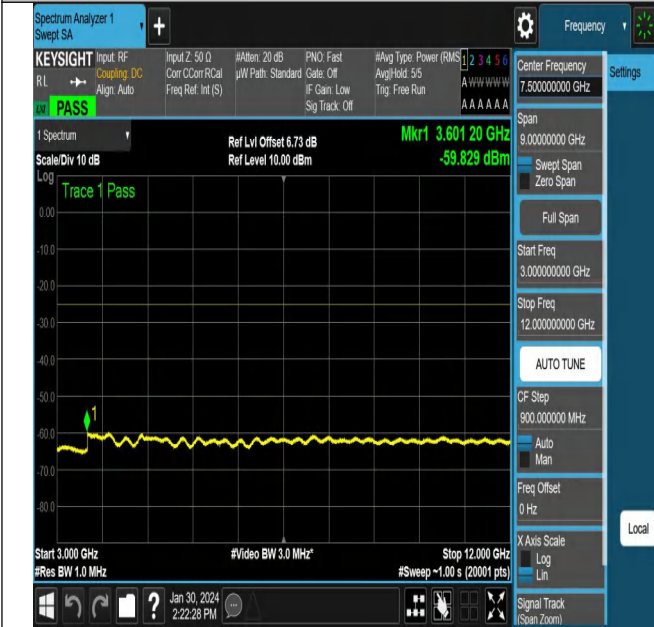 Spectrum Analyzer 1
Swept SA
Frequency
KEYSIGHT
RL
PASS
Input: RF
Coupling: DC
Align: Auto
Input Z: 50 Ω
Corr CCorr RCal
Freq Ref: Int (S)
#Atten: 20 dB
µW Path: Standard
PNO: Fast
Gate: Off
IF Gain: Low
Sig Track: Off
#Avg Type: Power (RMS
Avg|Hold: 5/5
Trig: Free Run
1 2 3 4 5 6
A W W W W W
A A A A A A
1 Spectrum
Scale/Div 10 dB
Ref Lvl Offset 6.73 dB
Ref Level 10.00 dBm
Mkr1 3.601 20 GHz
-59.829 dBm
Log
Trace 1 Pass
0.00
-10.0
-20.0
-30.0
-40.0
-50.0
-60.0
-70.0
-80.0
1
Start 3.000 GHz
#Res BW 1.0 MHz
#Video BW 3.0 MHz*
Stop 12.000 GHz
#Sweep ~1.00 s (20001 pts)
?
Jan 30, 2024
2:22:28 PM
Center Frequency
7.500000000 GHz
Settings
Span
9.00000000 GHz
Swept Span
Zero Span
Full Span
Start Freq
3.000000000 GHz
Stop Freq
12.000000000 GHz
AUTO TUNE
CF Step
900.000000 MHz
Auto
Man
Freq Offset
0 Hz
Local
X Axis Scale
Log
Lin
Signal Track
(Span Zoom)